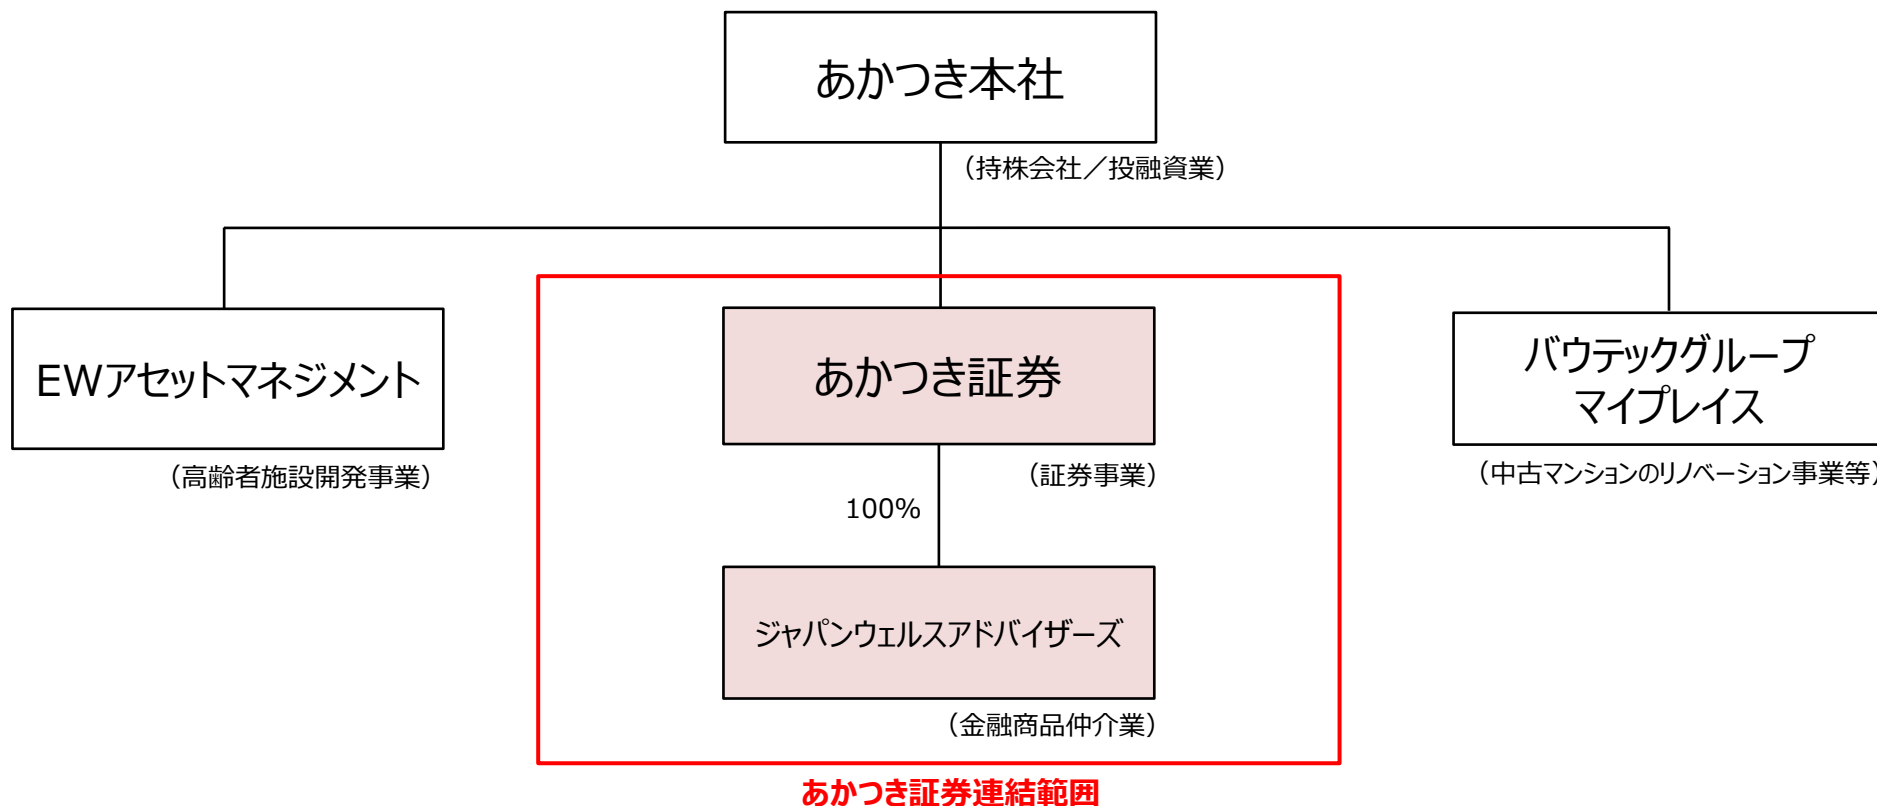 あかつき本社
（持株会社／投融資業）
EWアセットマネジメント
（高齢者施設開発事業）
あかつき証券
（証券事業）
バウテックグループ
マイプレイス
（中古マンションのリノベーション事業等）
100%
ジャパンウェルスアドバイザーズ
（金融商品仲介業）
あかつき証券連結範囲